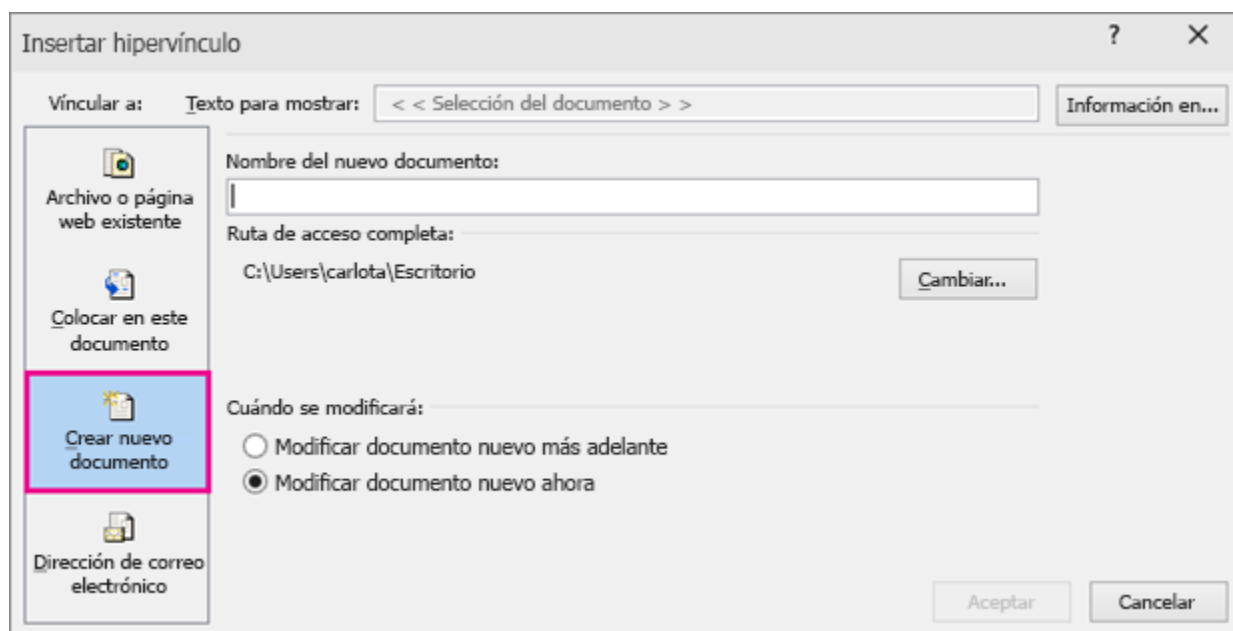 Insertar hipervínculo
?
Víncular a:
Texto para mostrar:
< < Selección del documento > >
Información en...
Archivo o página
web existente
Colocar en este
documento
Crear nuevo
documento
Dirección de correo
electrónico
Nombre del nuevo documento:
Ruta de acceso completa:
C:\Users\carlota\Escritorio
Cambiar...
Cuándo se modificará:
Modificar documento nuevo más adelante
Modificar documento nuevo ahora
Aceptar
Cancelar